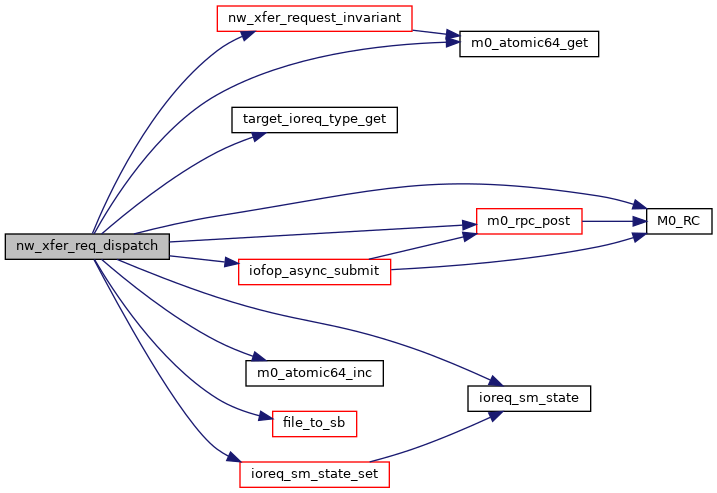 nw_xfer_request_invariant
m0_atomic64_get
target_ioreq_type_get
m0_rpc_post
M0_RC
nw_xfer_req_dispatch
iofop_async_submit
m0_atomic64_inc
ioreq_sm_state
file_to_sb
ioreq_sm_state_set